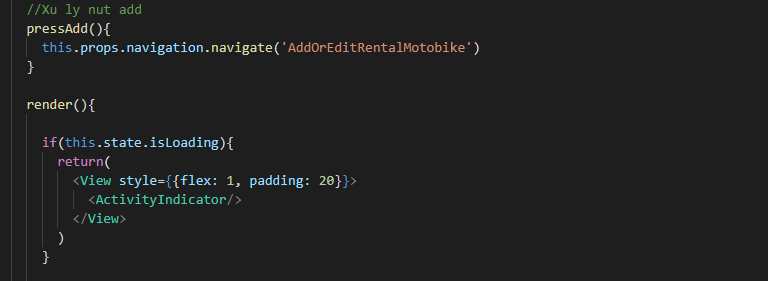 //Xu ly nut add
pressAdd(){
this.props.navigation.navigate('AddOrEditRentalMotobike')
}
render(){
if(this.state.isLoading){
return(
<View style={{flex: 1, padding: 20}}>
<ActivityIndicator/>
</View>
)
}